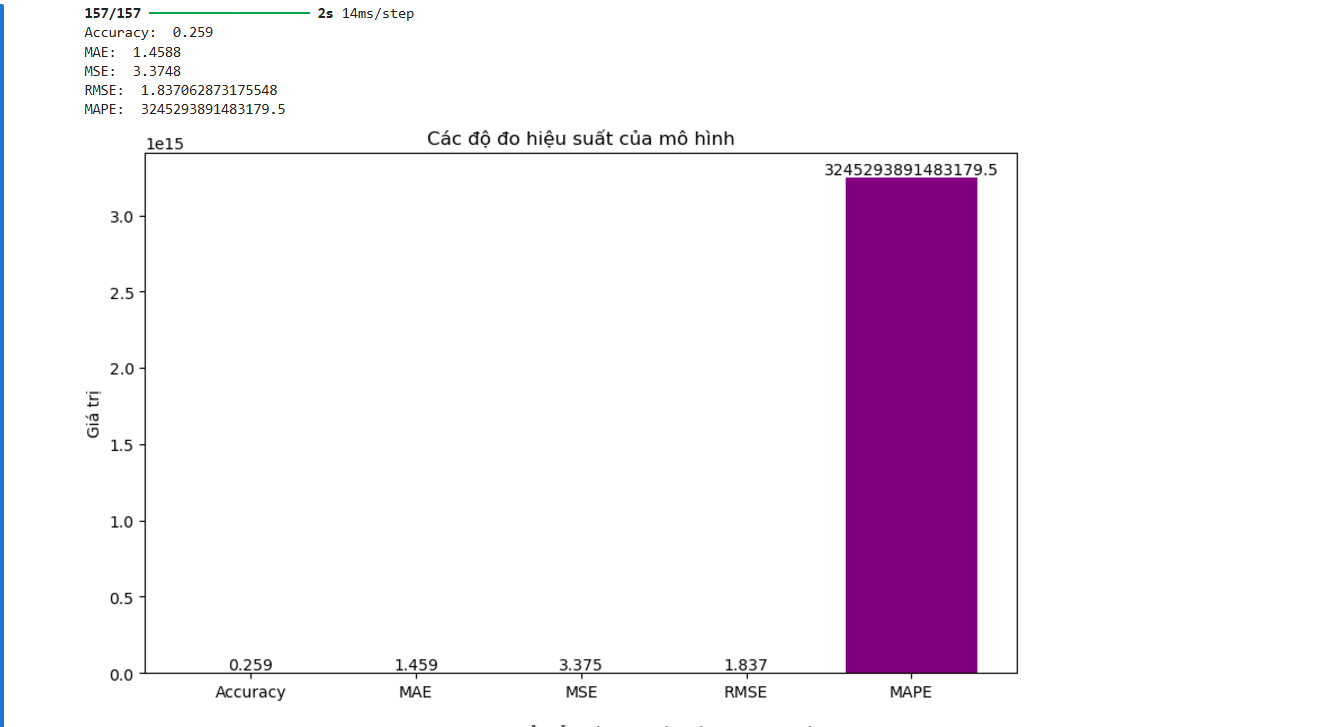 157/157 ━━━━━━━━━━━━━━━━━━━━ 2s 14ms/step
Accuracy:  0.259
MAE:  1.4588
MSE:  3.3748
RMSE:  1.837062873175548
MAPE:  3245293891483179.5
Các độ đo hiệu suất của mô hình
1e15
3245293891483179.5
3.0
2.5
2.0
1.5
1.0
0.5
0.0
Giá trị
0.259 1.459 3.375 1.837
Accuracy MAE MSE RMSE MAPE